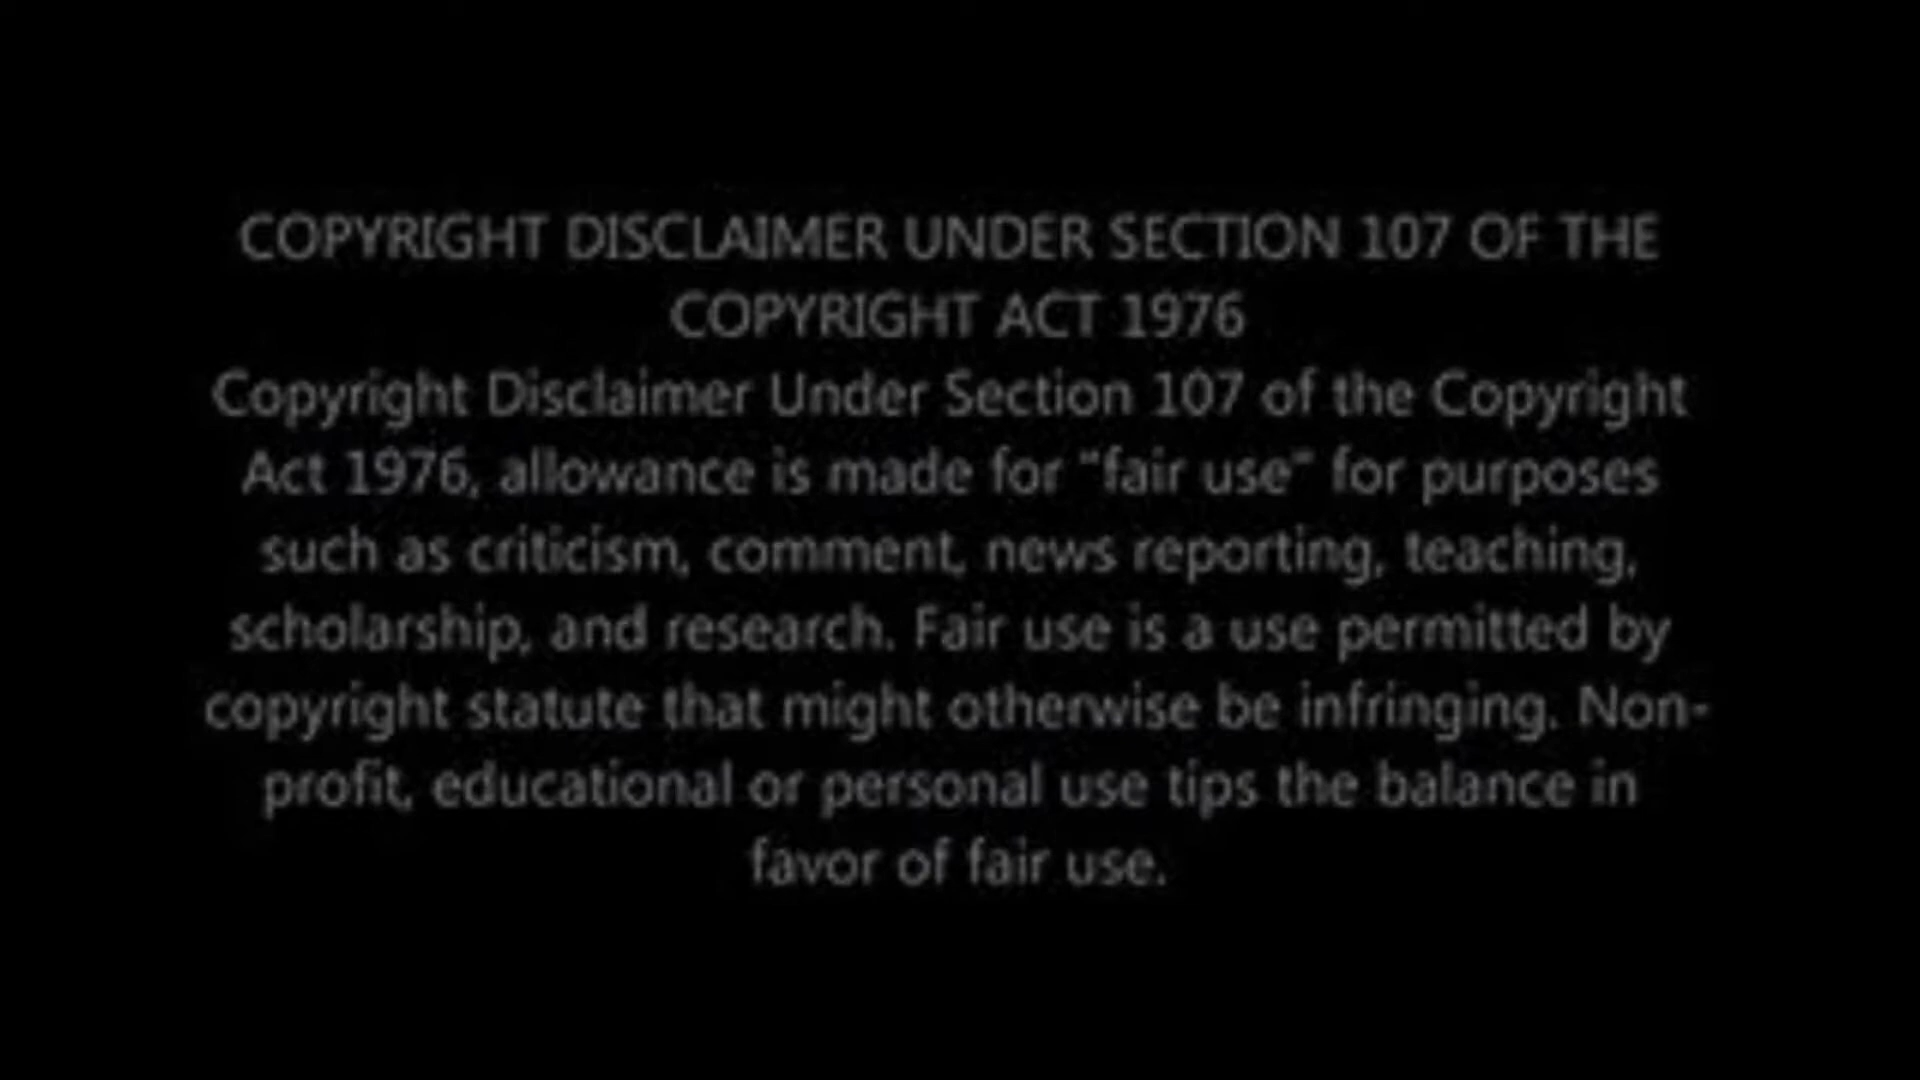 COPYRIGHT DISCLAIMER UNDER SECTION 107 OF THE
COPYRIGHT ACT 1976
Copyright Disclaimer Under Section 107 of the Copyright
Act 1976, allowance is made for "fair use" for purposes
such as criticism, comment, news reporting, teaching,
scholarship, and research. Fair use is a use permitted by
copyright statute that might otherwise be infringing. Non-
profit, educational or personal use tips the balance in
favor of fair use.